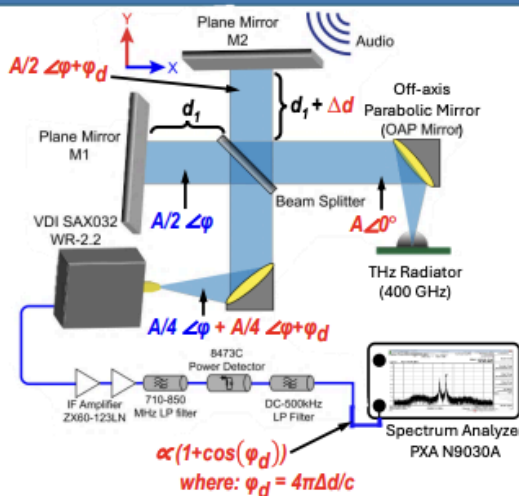 Plane Mirror
M2
Audio
Y
X
A/2 ∠φ+φd
d1
d1 + Δd
Off-axis
Parabolic Mirror
(OAP Mirror)
Plane Mirror
M1
Beam Splitter
A/2 ∠φ
A∠0°
VDI SAX032
WR-2.2
THz Radiator
(400 GHz)
A/4 ∠φ + A/4 ∠φ+φd
8473C
Power Detector
IF Amplifier
ZX60-123LN
710-850
MHz LP filter
DC-500kHz
LP Filter
Spectrum Analyzer
PXA N9030A
∝(1+cos(φd))
where: φd = 4πΔd/c